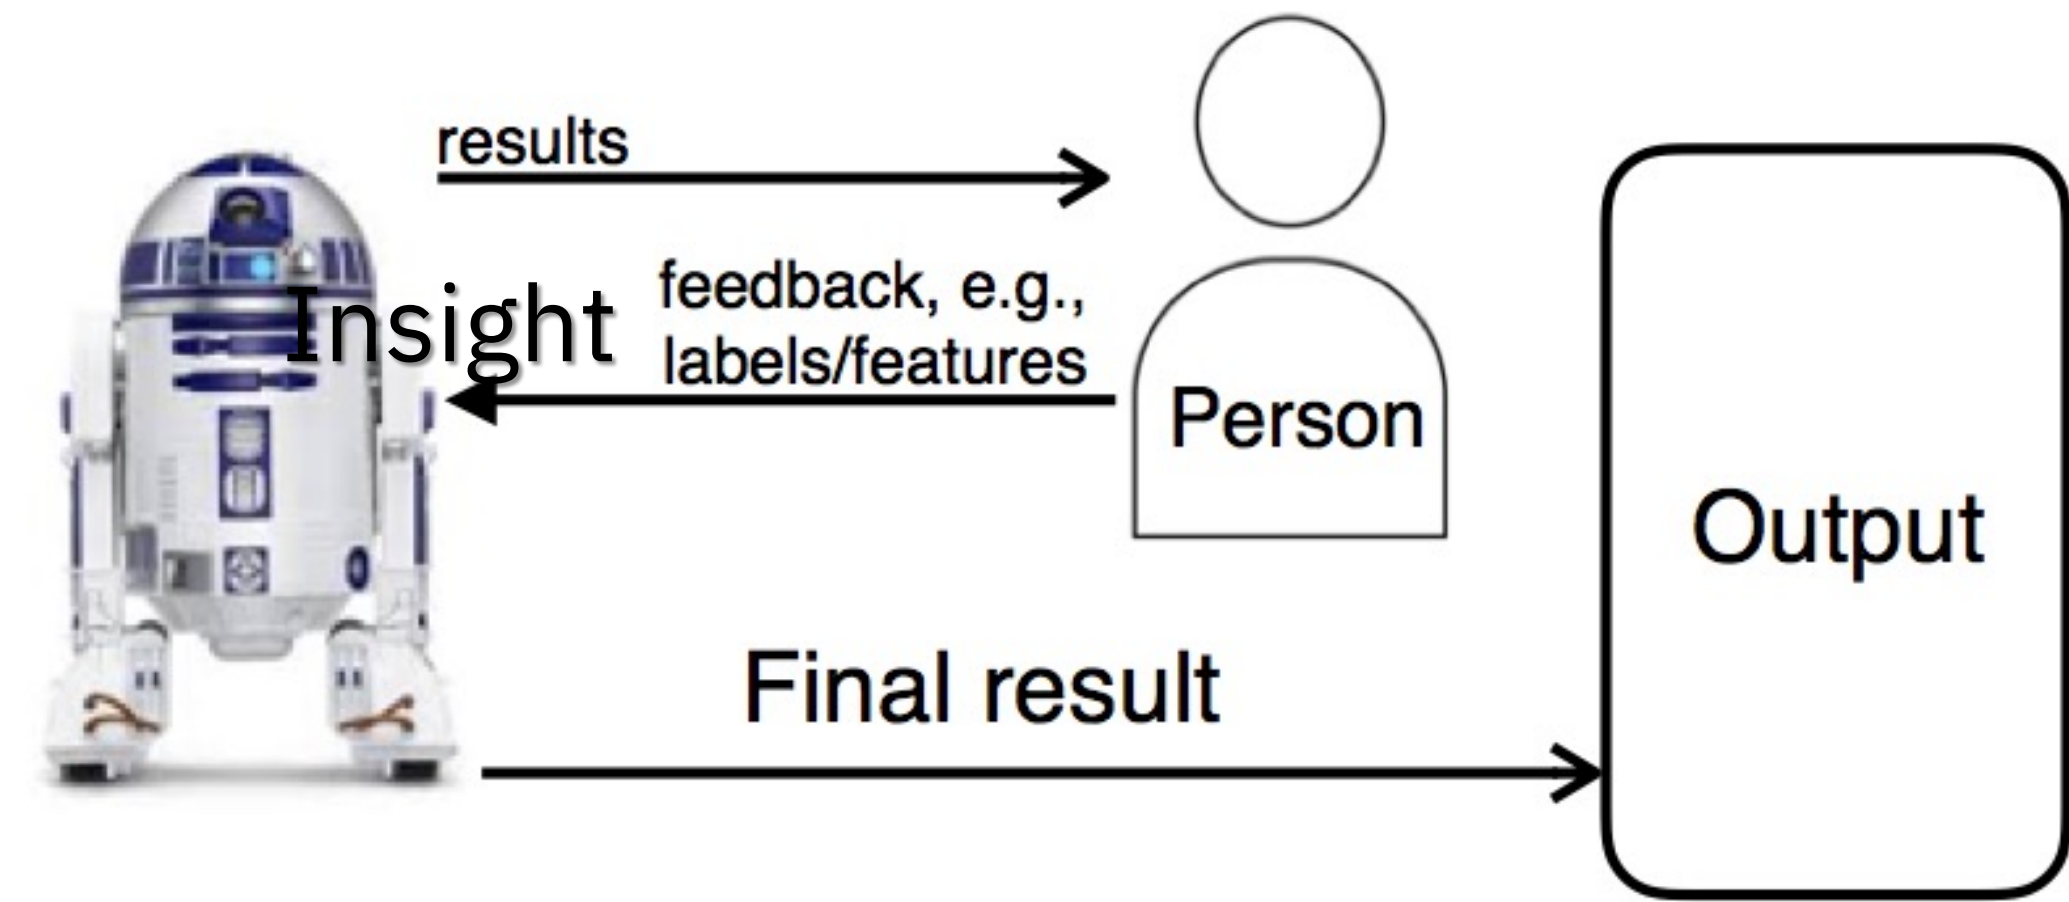 results
Insight
feedback, e.g.,
labels/features
Person
Output
Final result